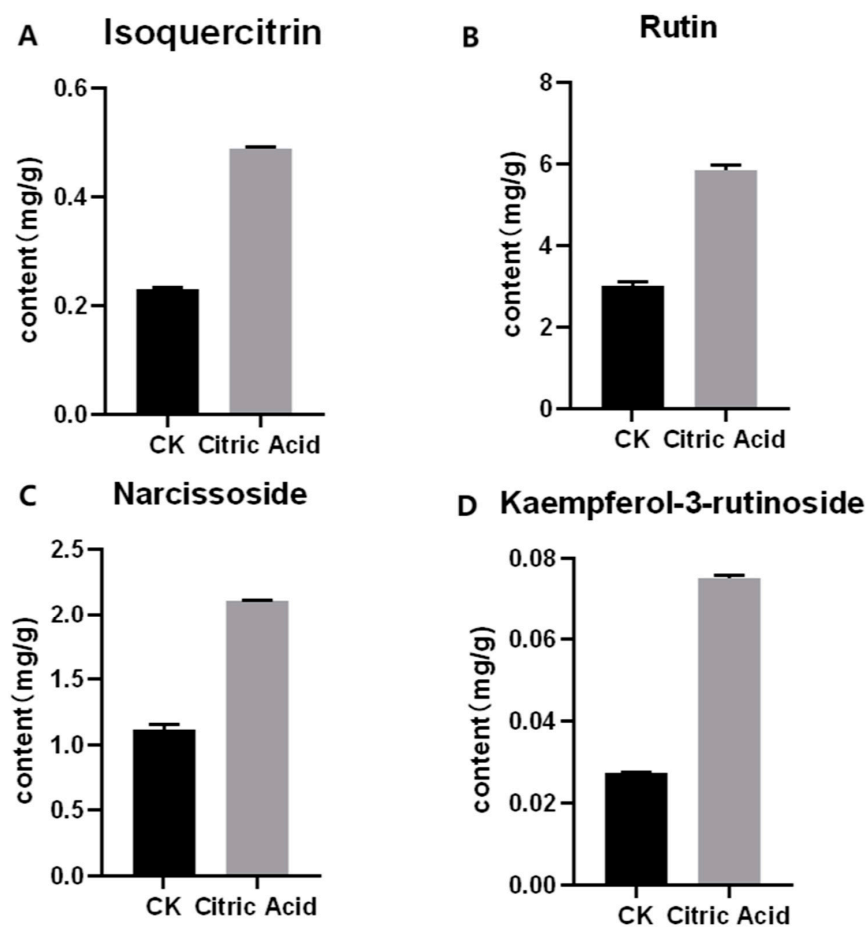 A Isoquercitrin
content（mg/g）
0.6
0.4
0.2
0.0
CK Citric Acid
B Rutin
content（mg/g）
8
6
4
2
0
CK Citric Acid
C Narcissoside
content（mg/g）
2.5
2.0
1.5
1.0
0.5
0.0
CK Citric Acid
D Kaempferol-3-rutinoside
content（mg/g）
0.08
0.06
0.04
0.02
0.00
CK Citric Acid